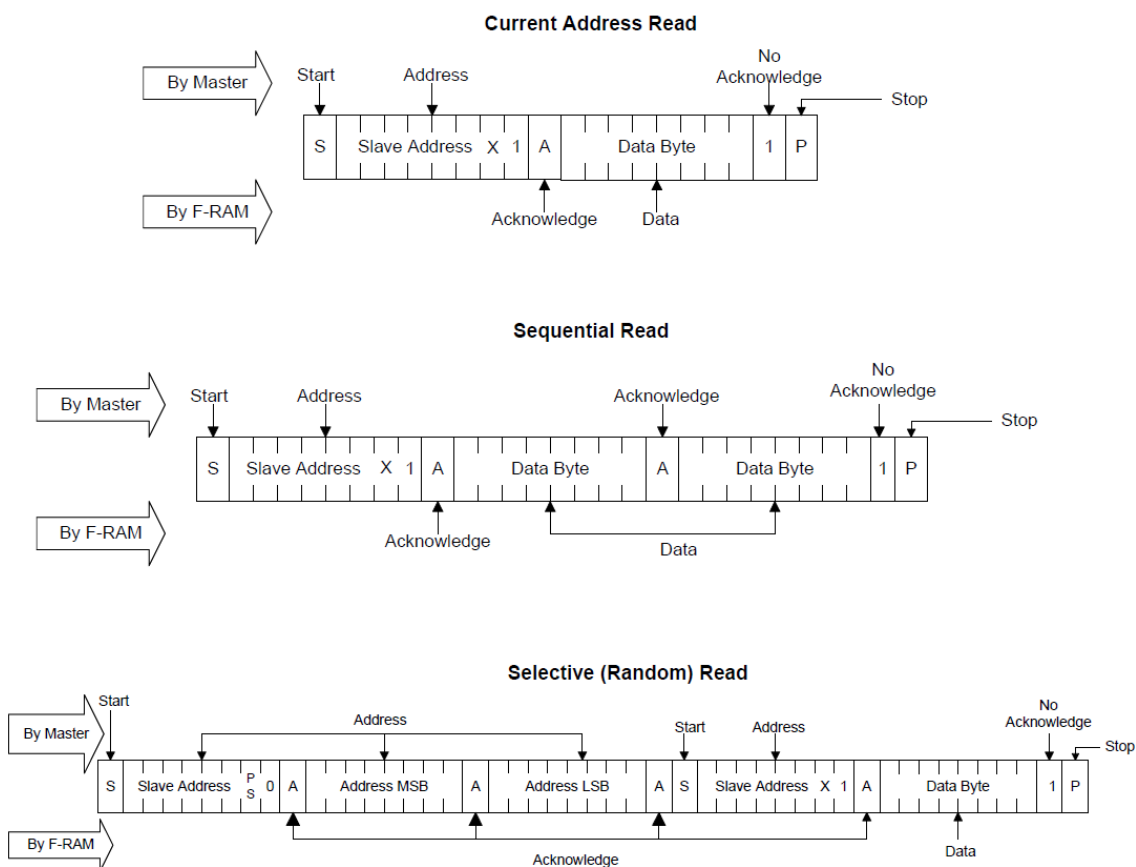 Current Address Read
No
Acknowledge
By Master
Start
Address
Stop
S Slave Address X 1 A Data Byte 1 P
By F-RAM
Acknowledge
Data
Sequential Read
No
Acknowledge
By Master
Start
Address
Acknowledge
Stop
S Slave Address X 1 A Data Byte A Data Byte 1 P
By F-RAM
Acknowledge
Data
Selective (Random) Read
Start
No
Acknowledge
By Master
Address
Start
Address
Stop
S Slave Address P S 0 A Address MSB A Address LSB A S Slave Address X 1 A Data Byte 1 P
By F-RAM
Acknowledge
Data